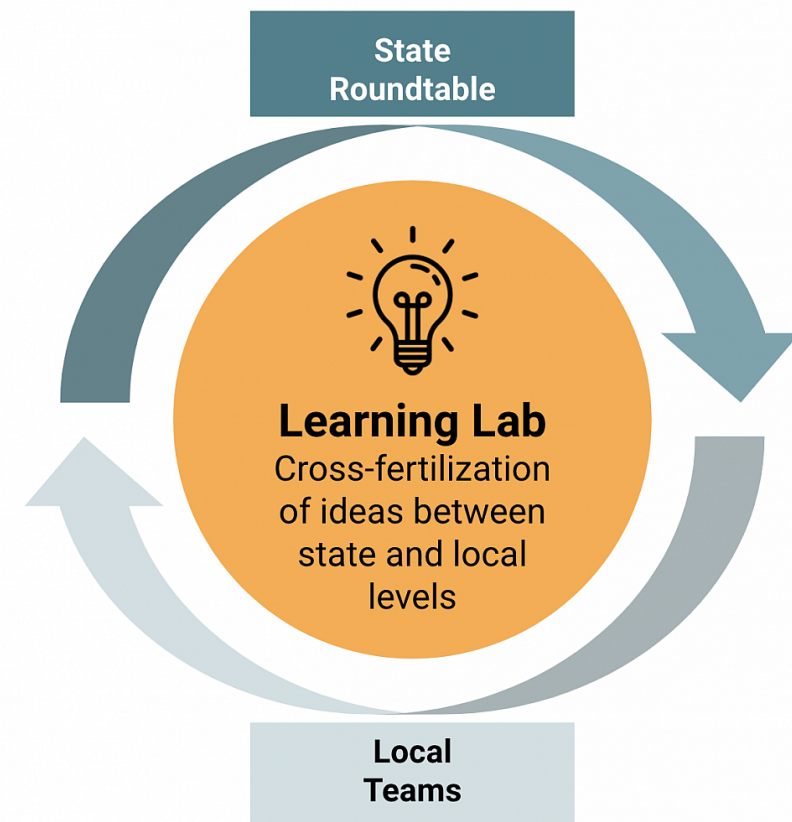 State
Roundtable
Learning Lab
Cross-fertilization
of ideas between
state and local
levels
Local
Teams